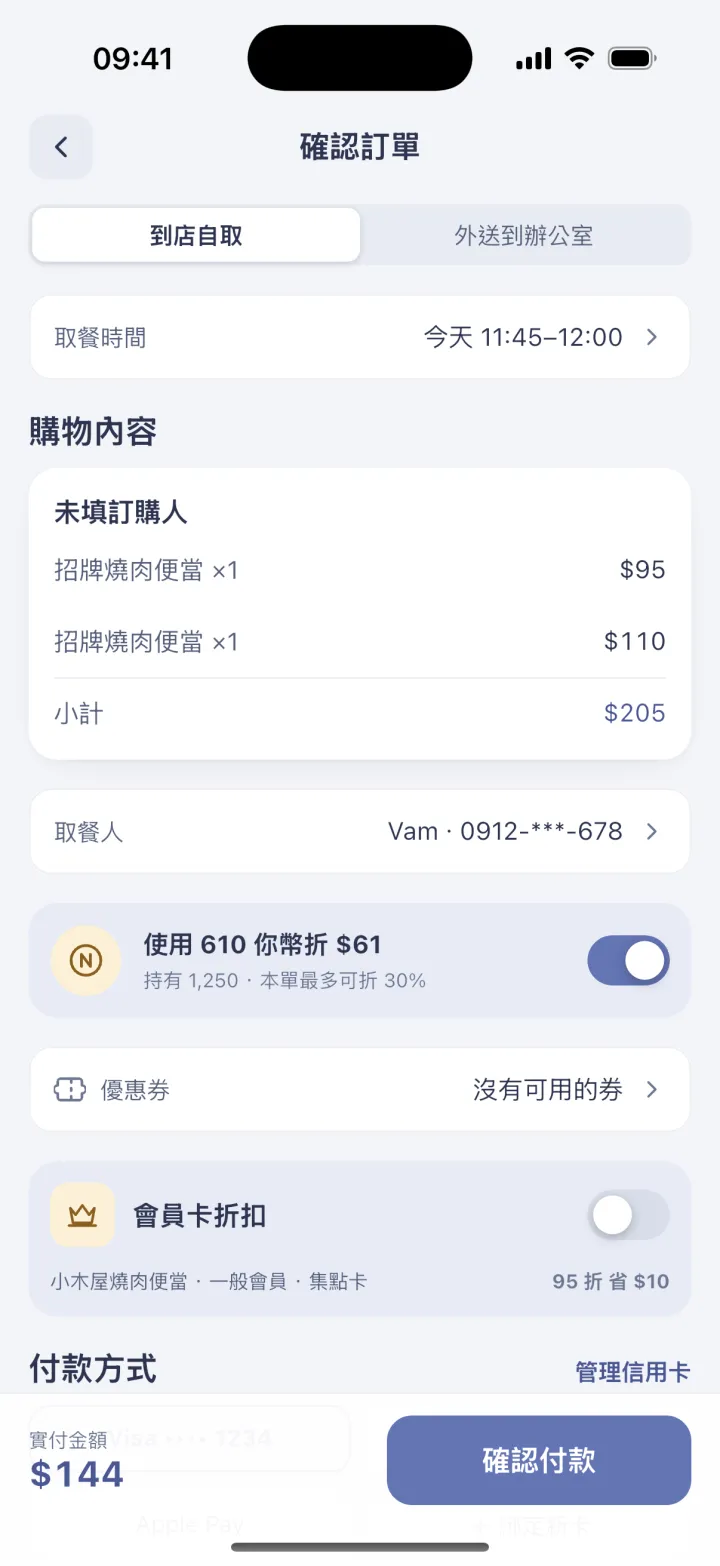 09:41
確認訂單
到店自取
外送到辦公室
取餐時間
今天 11:45–12:00
購物內容
未填訂購人
招牌燒肉便當 ×1
$95
招牌燒肉便當 ×1
$110
小計
$205
取餐人
Vam · 0912-***-678
N
使用 610 你幣折 $61
持有 1,250 · 本單最多可折 30%
優惠券
沒有可用的券
會員卡折扣
小木屋燒肉便當 · 一般會員 · 集點卡
95 折 省 $10
付款方式
管理信用卡
Visa •••• 1234
實付金額
$144
確認付款
Apple Pay